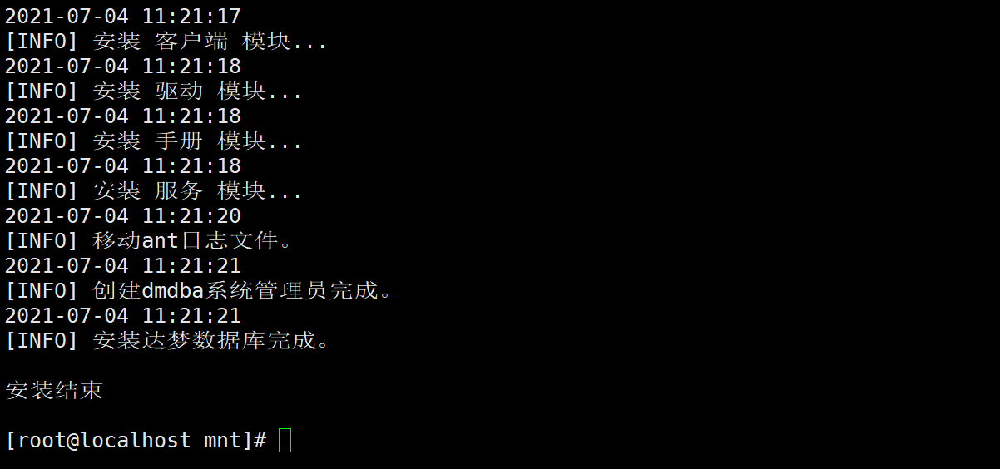 2021-07-04 11:21:17
[INFO] 安装 客户端 模块...
2021-07-04 11:21:18
[INFO] 安装 驱动 模块...
2021-07-04 11:21:18
[INFO] 安装 手册 模块...
2021-07-04 11:21:18
[INFO] 安装 服务 模块...
2021-07-04 11:21:20
[INFO] 移动ant日志文件。
2021-07-04 11:21:21
[INFO] 创建dmdba系统管理员完成。
2021-07-04 11:21:21
[INFO] 安装达梦数据库完成。
安装结束
[root@localhost mnt]#